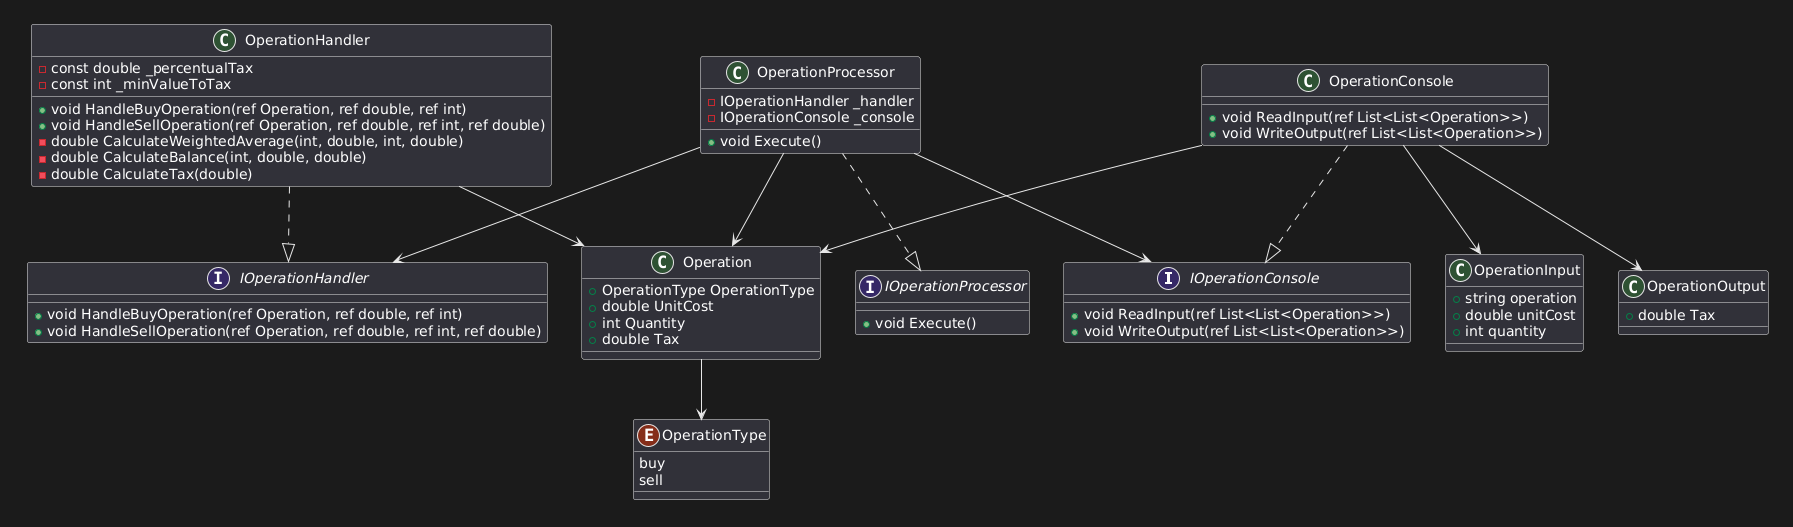 C OperationHandler
const double _percentualTax
const int _minValueToTax
void HandleBuyOperation(ref Operation, ref double, ref int)
void HandleSellOperation(ref Operation, ref double, ref int, ref double)
double CalculateWeightedAverage(int, double, int, double)
double CalculateBalance(int, double, double)
double CalculateTax(double)
C OperationProcessor
IOperationHandler _handler
IOperationConsole _console
void Execute()
C OperationConsole
void ReadInput(ref List<List<Operation>>)
void WriteOutput(ref List<List<Operation>>)
I IOperationHandler
void HandleBuyOperation(ref Operation, ref double, ref int)
void HandleSellOperation(ref Operation, ref double, ref int, ref double)
C Operation
OperationType OperationType
double UnitCost
int Quantity
double Tax
I IOperationProcessor
void Execute()
I IOperationConsole
void ReadInput(ref List<List<Operation>>)
void WriteOutput(ref List<List<Operation>>)
C OperationInput
string operation
double unitCost
int quantity
C OperationOutput
double Tax
E OperationType
buy
sell